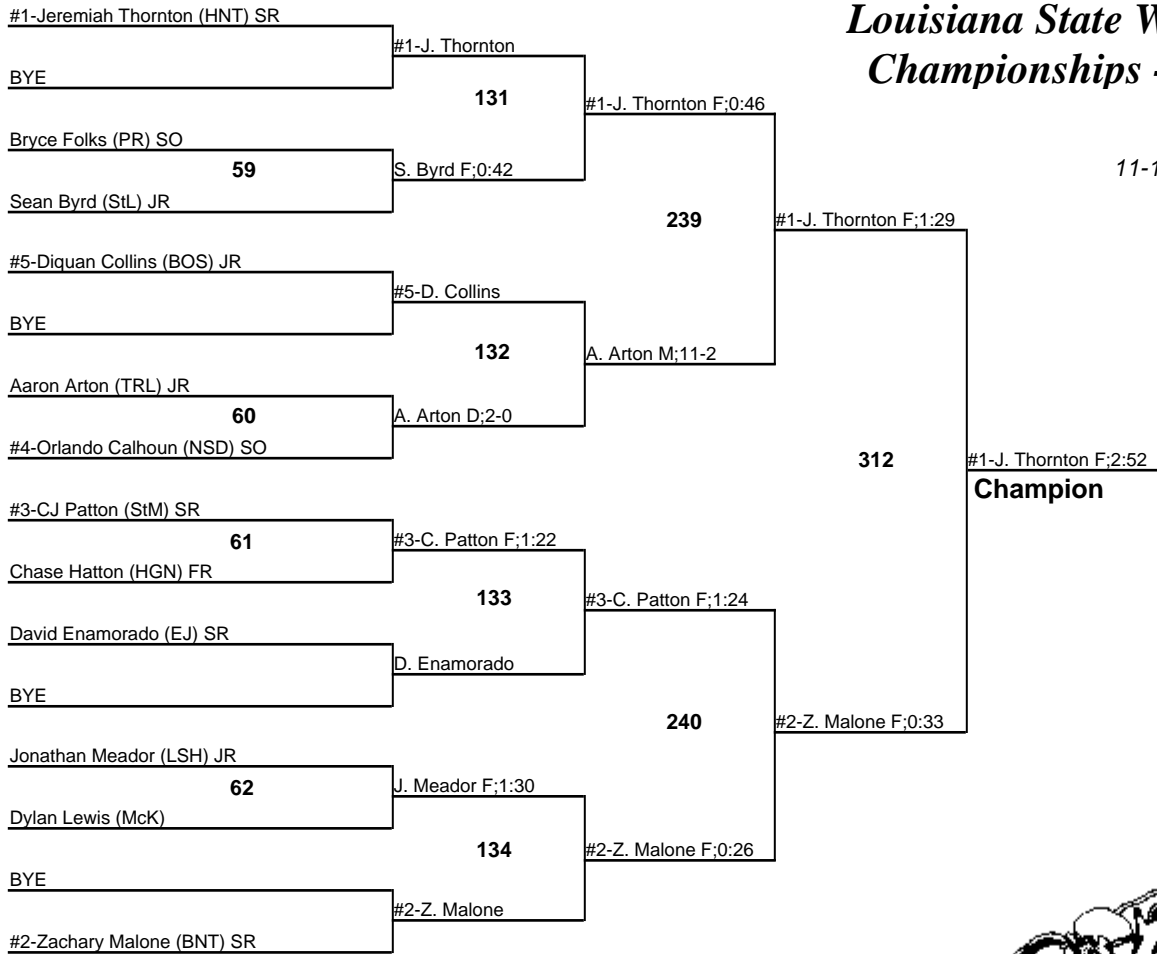 #1-Jeremiah Thornton (HNT) SR
Louisiana State W
#1-J. Thornton
Championships -
BYE
131
#1-J. Thornton F;0:46
Bryce Folks (PR) SO
59
S. Byrd F;0:42
11-1
Sean Byrd (StL) JR
239
#1-J. Thornton F;1:29
#5-Diquan Collins (BOS) JR
#5-D. Collins
BYE
132
A. Arton M;11-2
Aaron Arton (TRL) JR
60
A. Arton D;2-0
#4-Orlando Calhoun (NSD) SO
312
#1-J. Thornton F;2:52
Champion
#3-CJ Patton (StM) SR
61
#3-C. Patton F;1:22
Chase Hatton (HGN) FR
133
#3-C. Patton F;1:24
David Enamorado (EJ) SR
D. Enamorado
BYE
240
#2-Z. Malone F;0:33
Jonathan Meador (LSH) JR
62
J. Meador F;1:30
Dylan Lewis (McK)
134
#2-Z. Malone F;0:26
BYE
#2-Z. Malone
#2-Zachary Malone (BNT) SR